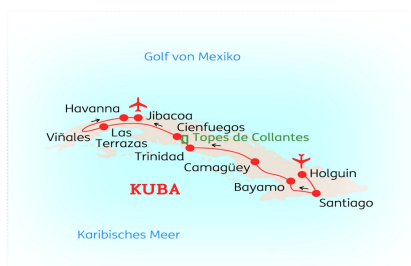 Golf von Mexiko
Havanna
Jibacoa
Cienfuegos
Viñales
Las
Terrazas
Topes de Collantes
Trinidad
Camagüey
Holguin
KUBA
Bayamo
Santiago
Karibisches Meer